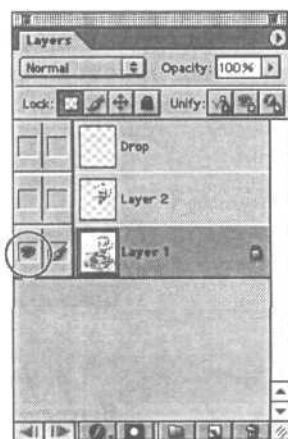 Layers
Normal Opacity: 100%
Lock: Unify:
Drop
Layer 2
Layer 1